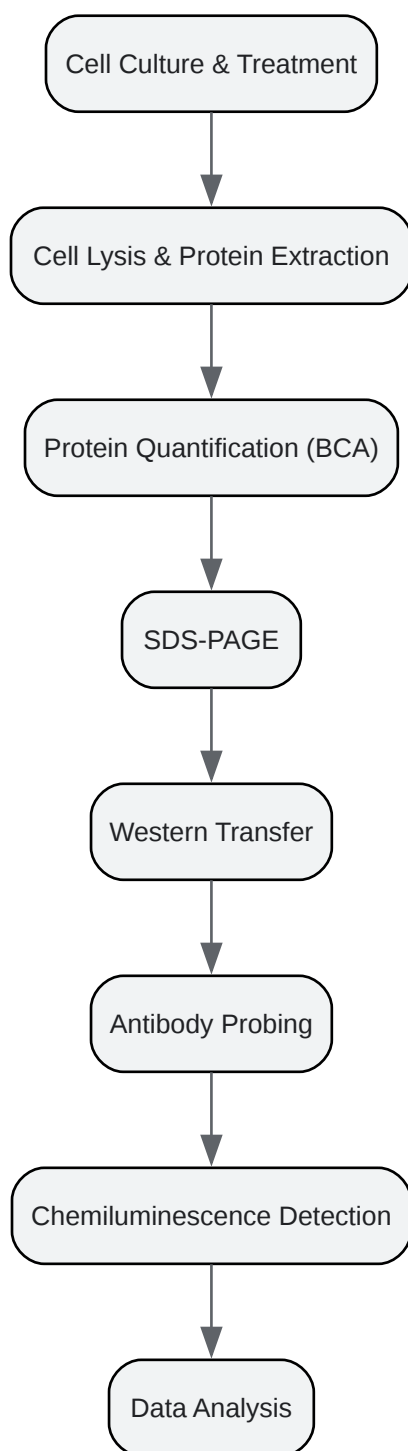 Cell Culture & Treatment
Cell Lysis & Protein Extraction
Protein Quantification (BCA)
SDS-PAGE
Western Transfer
Antibody Probing
Chemiluminescence Detection
Data Analysis